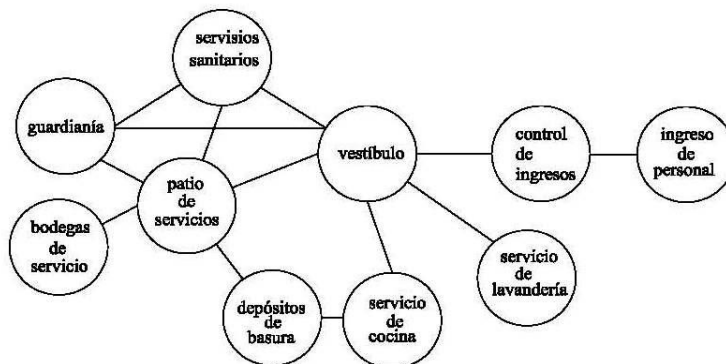 servisios
sanitarios
guardianía
vestíbulo
control
de
ingresos
ingreso
de
personal
patio
de
servicios
bodegas
de
servicio
servicio
de
lavandería
depósitos
de
basura
servicio
de
cocina